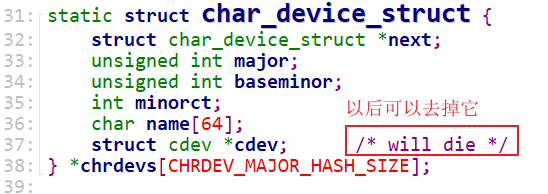 31: static struct char_device_struct {
32: struct char_device_struct *next;
33: unsigned int major;
34: unsigned int baseminor;
35: int minorct;
以后可以去掉它
36: char name[64];
37: struct cdev *cdev; /* will die */
38: } *chrdevs[CHRDEV_MAJOR_HASH_SIZE];
39: